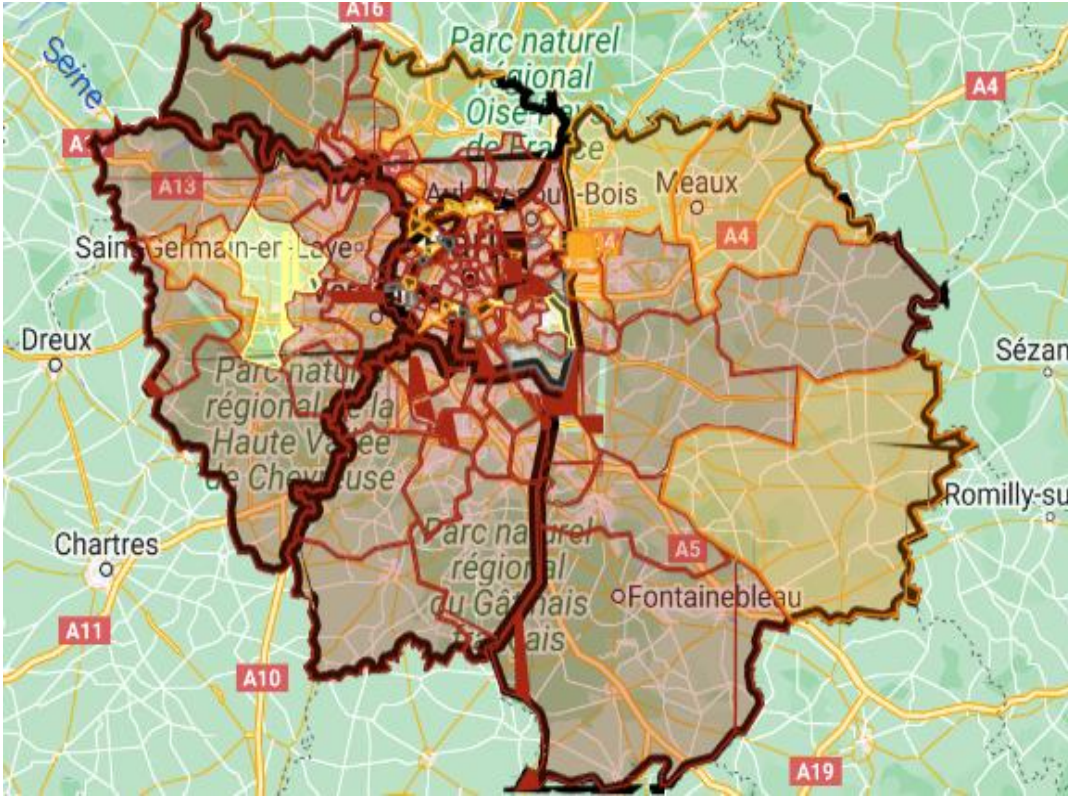 A16
Seine
Parc naturel
régional
Oise-Pays
de France
A4
A13
Meaux
Saint-Germain-en-Laye
A4
Dreux
Sézan
Parc naturel
régional de la
Haute Vallée
de Chevreuse
Romilly-su
Chartres
Parc naturel
régional
du Gâtinais
français
A5
Fontainebleau
A11
A10
A19